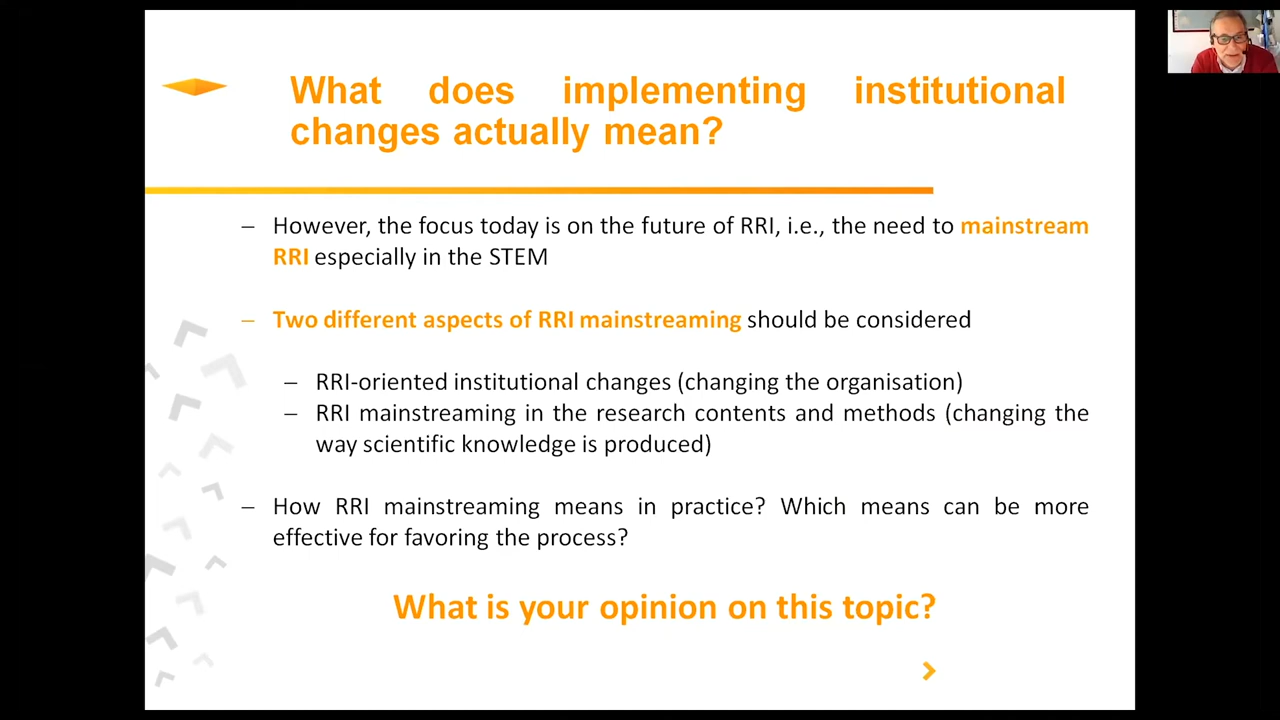 What does implementing institutional
changes actually mean?
– However, the focus today is on the future of RRI, i.e., the need to mainstream
RRI especially in the STEM
– Two different aspects of RRI mainstreaming should be considered
– RRI-oriented institutional changes (changing the organisation)
– RRI mainstreaming in the research contents and methods (changing the
way scientific knowledge is produced)
– How RRI mainstreaming means in practice? Which means can be more
effective for favoring the process?
What is your opinion on this topic?